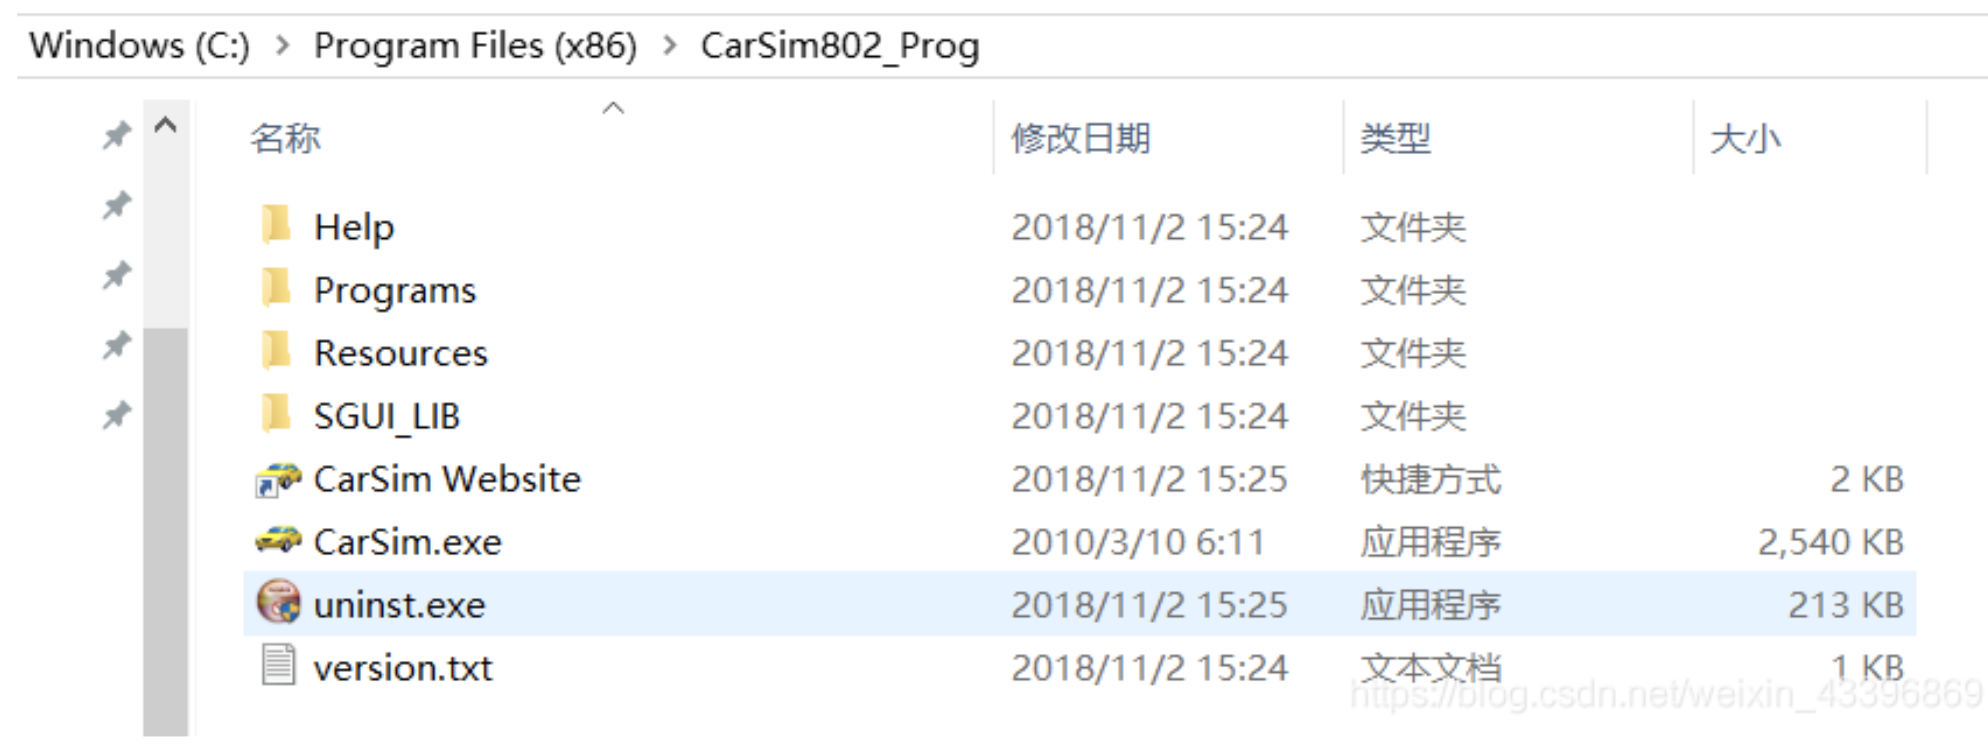 Windows (C:) > Program Files (x86) > CarSim802_Prog
名称 修改日期 类型 大小
Help 2018/11/2 15:24 文件夹
Programs 2018/11/2 15:24 文件夹
Resources 2018/11/2 15:24 文件夹
SGUI_LIB 2018/11/2 15:24 文件夹
CarSim Website 2018/11/2 15:25 快捷方式 2 KB
CarSim.exe 2010/3/10 6:11 应用程序 2,540 KB
uninst.exe 2018/11/2 15:25 应用程序 213 KB
version.txt 2018/11/2 15:24 文本文档 1 KB
https://blog.csdn.net/weixin_43396869